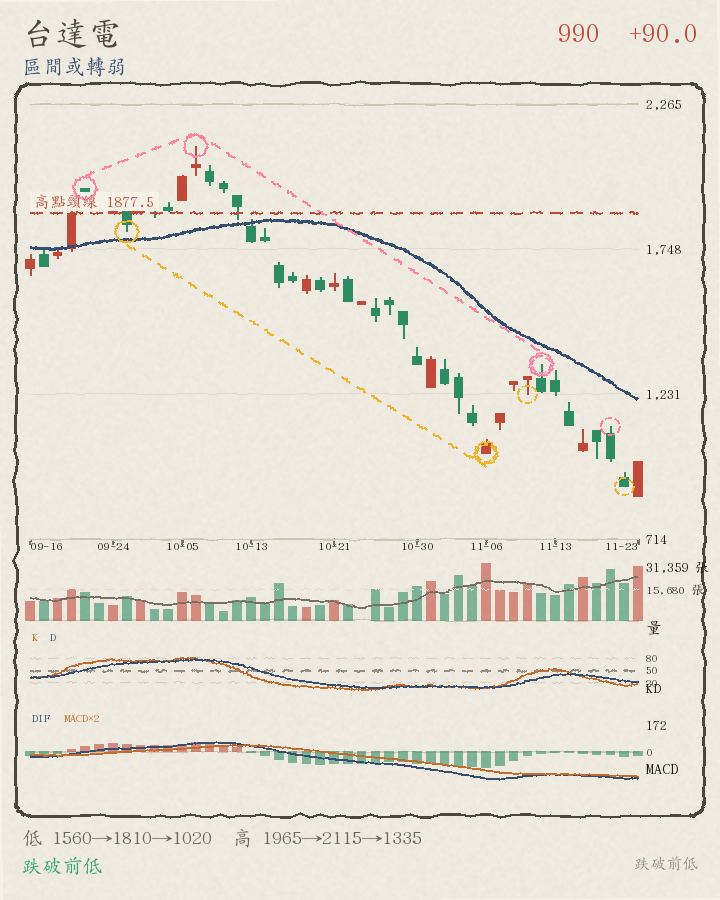 台達電 990 +90.0
區間或轉弱
2,265
高點頸線 1877.5
1,748
1,231
714
09-16 09-24 10-05 10-13 10-21 10-30 11-06 11-13 11-23
31,359 張
15,680 張
量
K D
80
50
20
KD
DIF MACD×2
172
0
MACD
低 1560→1810→1020 高 1965→2115→1335
跌破前低 跌破前低